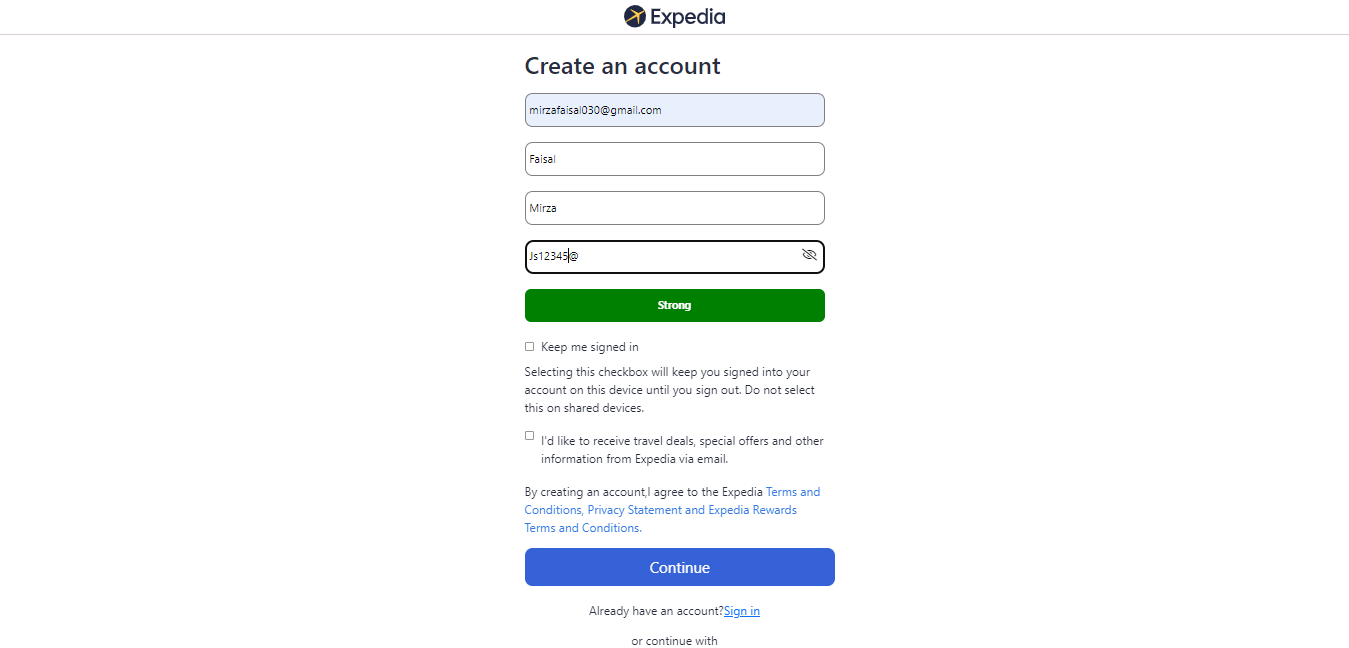 Expedia
Create an account
mirzafaisal030@gmail.com
Faisal
Mirza
Js12345@
Strong
Keep me signed in
Selecting this checkbox will keep you signed into your
account on this device until you sign out. Do not select
this on shared devices.
I'd like to receive travel deals, special offers and other
information from Expedia via email.
By creating an account,I agree to the Expedia Terms and
Conditions, Privacy Statement and Expedia Rewards
Terms and Conditions.
Continue
Already have an account?Sign in
or continue with